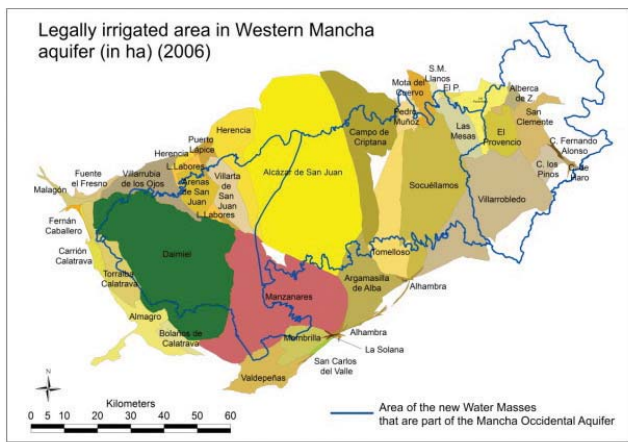 Legally irrigated area in Western Mancha
aquifer (in ha) (2006)
S.M.
Llanos
Mota del
Cuervo
El P.
Alberca
de Z.
San
Clemente
Pedro
Muñoz
Herencia
Puerto
Lápice
Herencia
Campo de
Criptana
Las
Mesas
El
Provencio
C. Fernando
Alonso
L.Labores
Fuente
el Fresno
Villarrubia
de los Ojos
Arenas
de San
Juan
Villarta
de
San
Juan
Alcázar de San Juan
C. los
Pinos
C. de
Haro
Malagón
Socuéllamos
Villarrobledo
L.Labores
Fernán
Caballero
Carrión
Calatrava
Daimiel
Tomelloso
Torralba
Calatrava
Argamasilla
de Alba
Alhambra
Manzanares
Almagro
Bolaños de
Calatrava
Membrilla
Alhambra
La Solana
San Carlos
del Valle
Valdepeñas
N
Kilometers
0 5 10 20 30 40 50 60
Area of the new Water Masses
that are part of the Mancha Occidental Aquifer